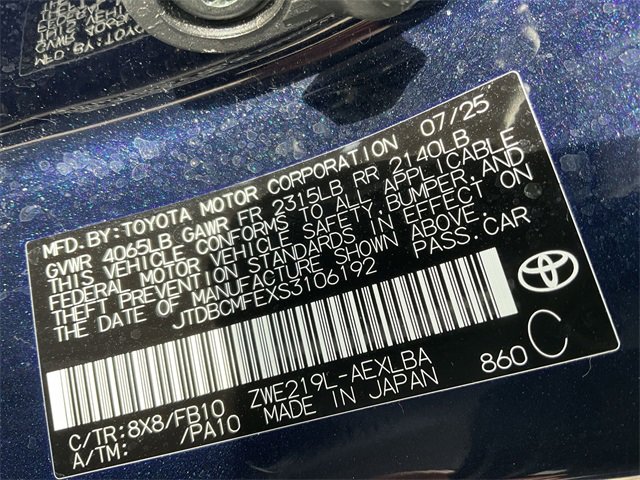 MFD. BY: TOYOTA MOTOR CORPORATION 07/25
GVWR 4065LB GAWR FR 2315LB RR 2140LB
THIS VEHICLE CONFORMS TO ALL APPLICABLE
FEDERAL MOTOR VEHICLE SAFETY, BUMPER, AND
THEFT PREVENTION STANDARDS IN EFFECT ON
THE DATE OF MANUFACTURE SHOWN ABOVE.
JTDBCMFEXS3106192 PASS. CAR
C/TR: 8X8/FB10 ZWE219L-AEXLBA 860 C
A/TM: /PA10 MADE IN JAPAN